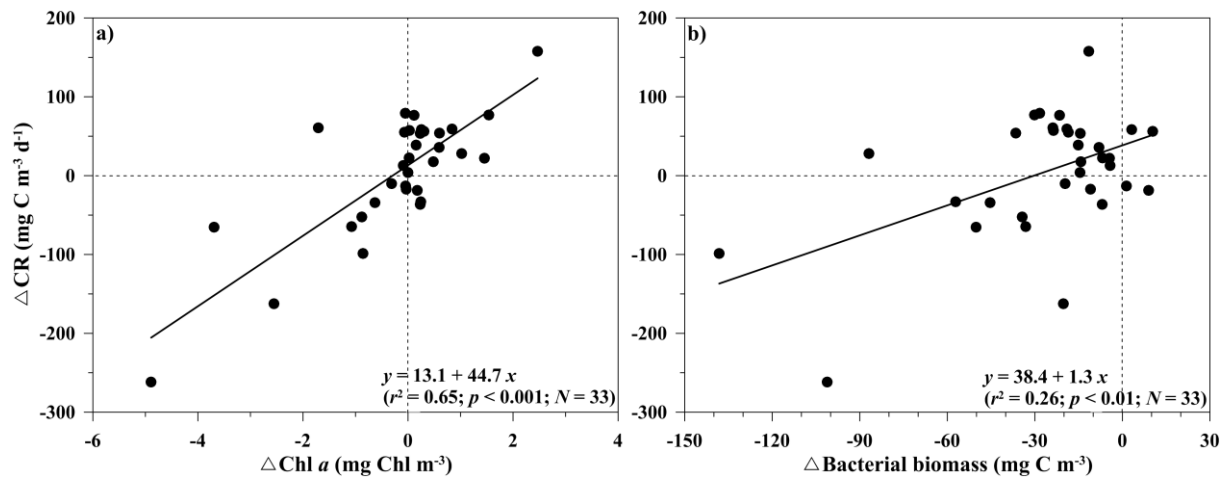 a)
△CR (mg C m⁻³ d⁻¹)
200
100
0
-100
-200
-300
y = 13.1 + 44.7 x
(r² = 0.65; p < 0.001; N = 33)
-6
-4
-2
0
2
4
△Chl a (mg Chl m⁻³)
b)
200
100
0
-100
-200
-300
y = 38.4 + 1.3 x
(r² = 0.26; p < 0.01; N = 33)
-150
-120
-90
-60
-30
0
30
△Bacterial biomass (mg C m⁻³)